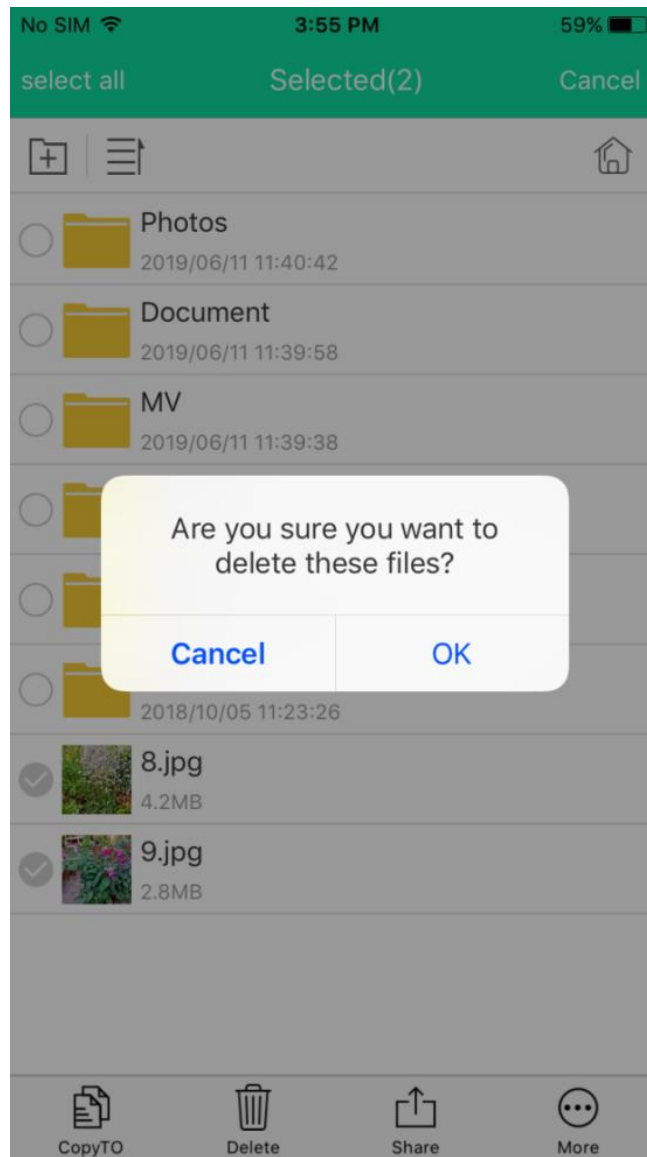 No SIM 3:55 PM 59%
select all Selected(2) Cancel
Photos
2019/06/11 11:40:42
Document
2019/06/11 11:39:58
MV
2019/06/11 11:39:38
Are you sure you want to
delete these files?
Cancel OK
2018/10/05 11:23:26
8.jpg
4.2MB
9.jpg
2.8MB
CopyTO Delete Share More